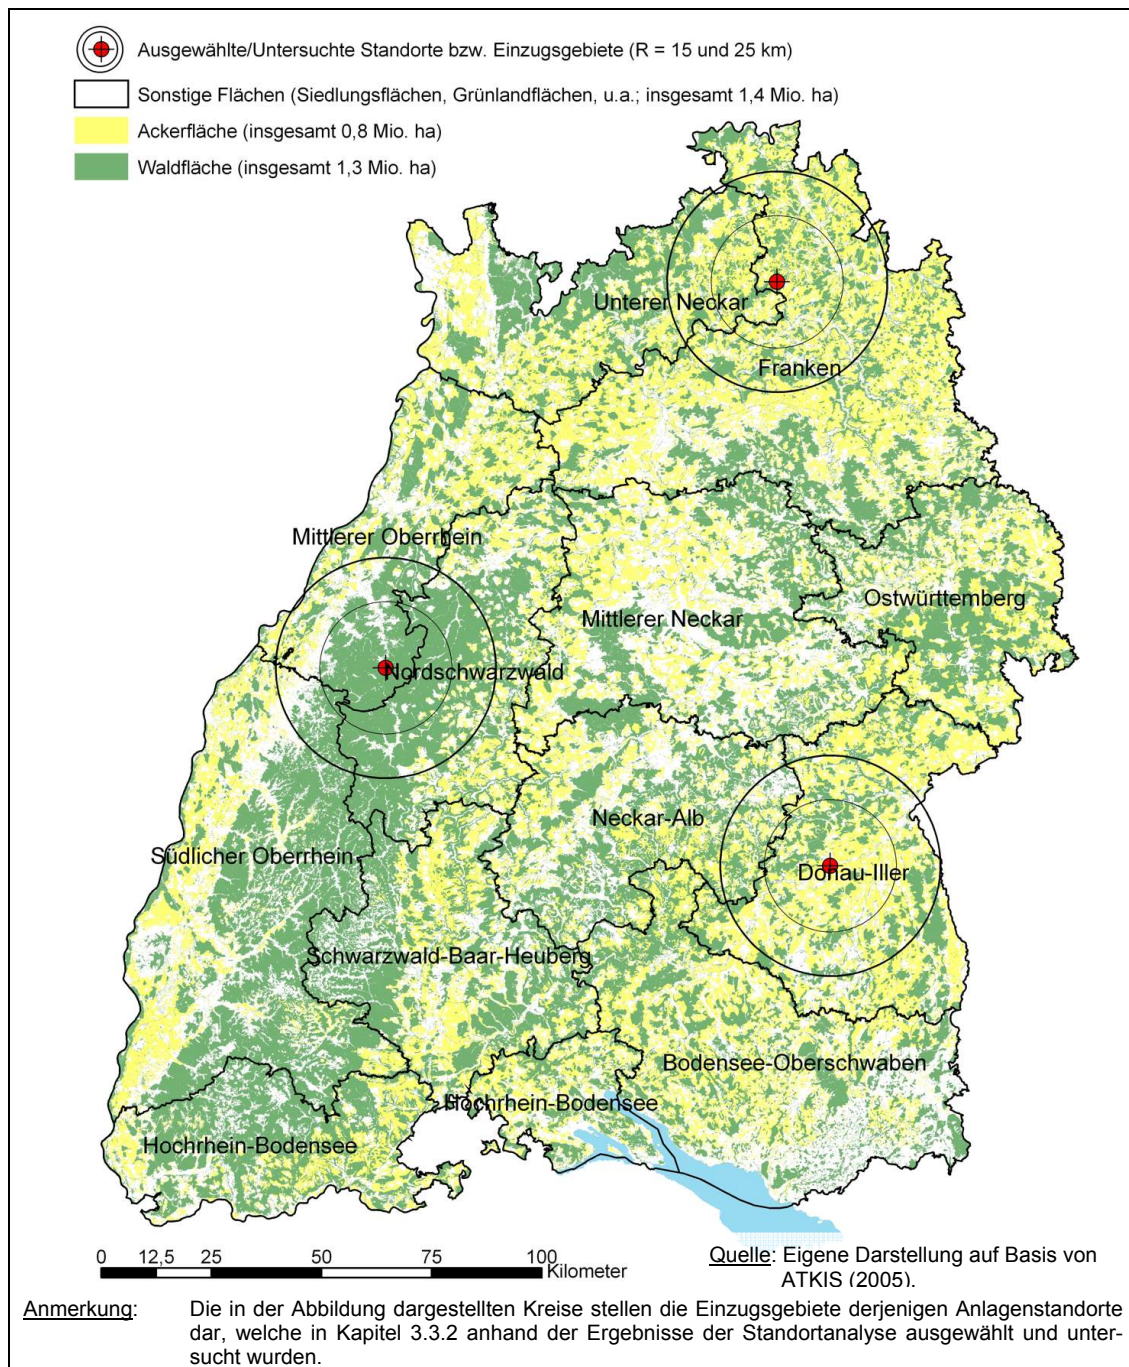 Ausgewählte/Untersuchte Standorte bzw. Einzugsgebiete (R = 15 und 25 km)
Sonstige Flächen (Siedlungsflächen, Grünlandflächen, u.a.; insgesamt 1,4 Mio. ha)
Ackerfläche (insgesamt 0,8 Mio. ha)
Waldfläche (insgesamt 1,3 Mio. ha)
Unterer Neckar
Franken
Mittlerer Oberrhein
Ostwürttemberg
Mittlerer Neckar
Nordschwarzwald
Neckar-Alb
Südlicher Oberrhein
Donau-Iller
Schwarzwald-Baar-Heuberg
Bodensee-Oberschwaben
Hochrhein-Bodensee
Hochrhein-Bodensee
0 12,5 25 50 75 100
Kilometer
Quelle: Eigene Darstellung auf Basis von
ATKIS (2005).
Anmerkung: Die in der Abbildung dargestellten Kreise stellen die Einzugsgebiete derjenigen Anlagenstandorte
dar, welche in Kapitel 3.3.2 anhand der Ergebnisse der Standortanalyse ausgewählt und unter-
sucht wurden.